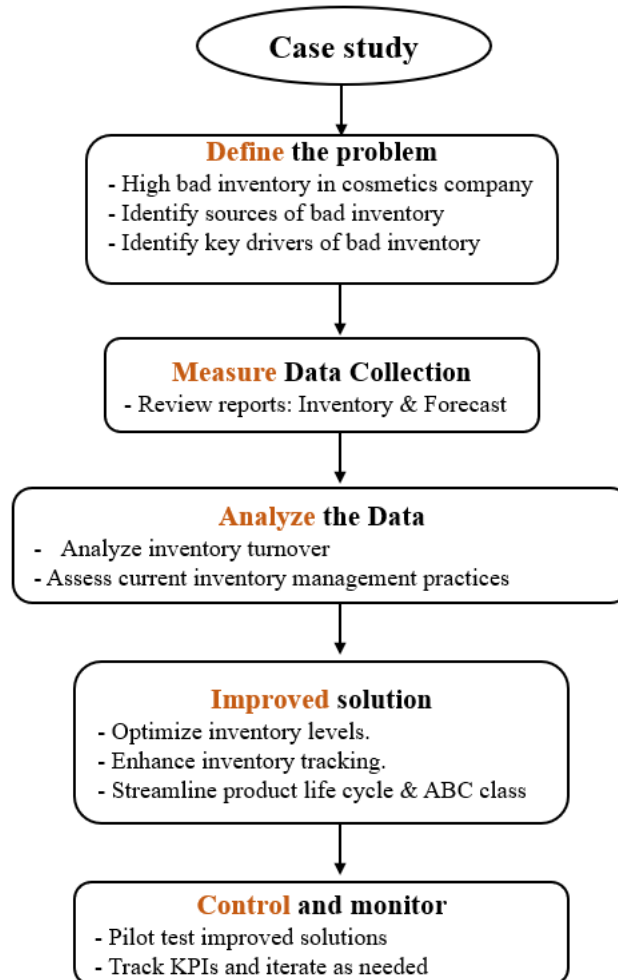 Case study
Define the problem
- High bad inventory in cosmetics company
- Identify sources of bad inventory
- Identify key drivers of bad inventory
Measure Data Collection
- Review reports: Inventory & Forecast
Analyze the Data
- Analyze inventory turnover
- Assess current inventory management practices
Improved solution
- Optimize inventory levels.
- Enhance inventory tracking.
- Streamline product life cycle & ABC class
Control and monitor
- Pilot test improved solutions
- Track KPIs and iterate as needed